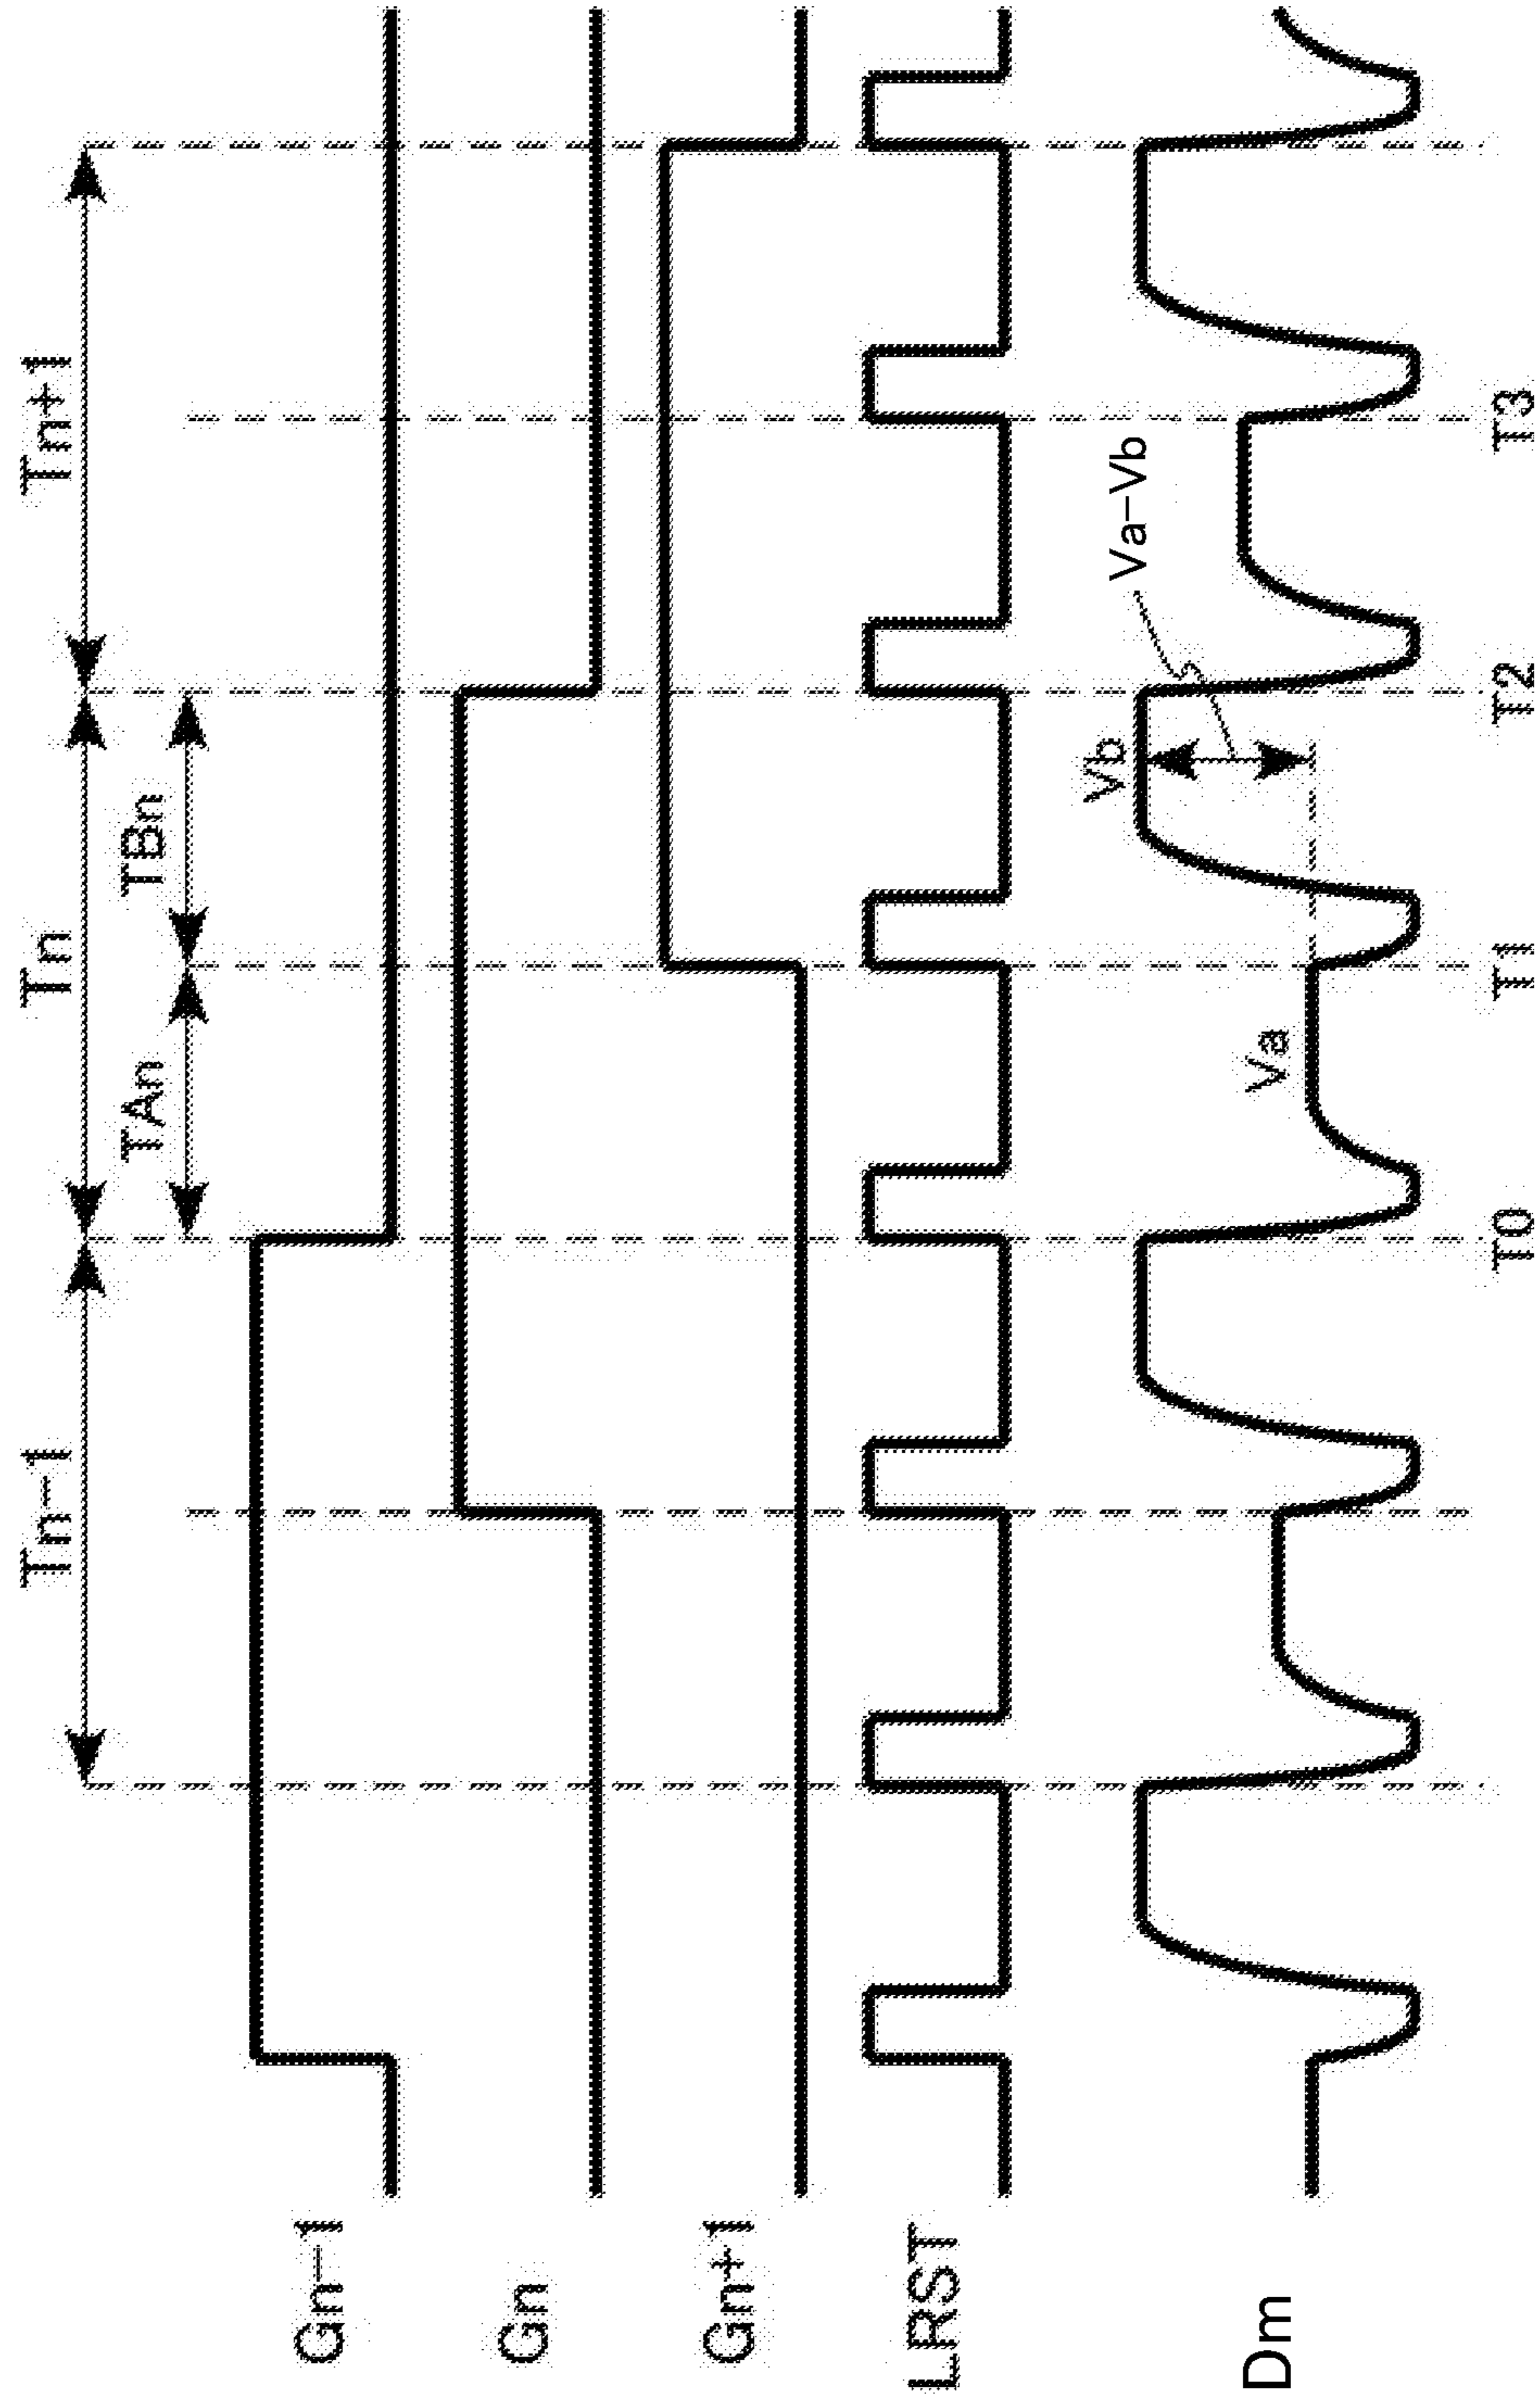 Tn-1
Tn
Tn+1
TAn
TBn
Gn-1
Gn
Gn+1
LRST
Dm
Va
Vb
Va-Vb
T0
T1
T2
T3